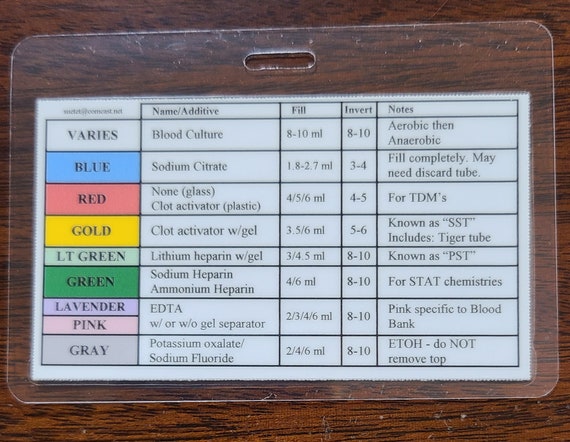 snetet@comcast.net Name/Additive Fill Invert Notes
VARIES Blood Culture 8-10 ml 8-10 Aerobic then
Anaerobic
BLUE Sodium Citrate 1.8-2.7 ml 3-4 Fill completely. May
need discard tube.
RED None (glass)
Clot activator (plastic) 4/5/6 ml 4-5 For TDM's
GOLD Clot activator w/gel 3.5/6 ml 5-6 Known as "SST"
Includes: Tiger tube
LT GREEN Lithium heparin w/gel 3/4.5 ml 8-10 Known as "PST"
GREEN Sodium Heparin
Ammonium Heparin 4/6 ml 8-10 For STAT chemistries
LAVENDER
PINK EDTA
w/ or w/o gel separator 2/3/4/6 ml 8-10 Pink specific to Blood
Bank
GRAY Potassium oxalate/
Sodium Fluoride 2/4/6 ml 8-10 ETOH - do NOT
remove top